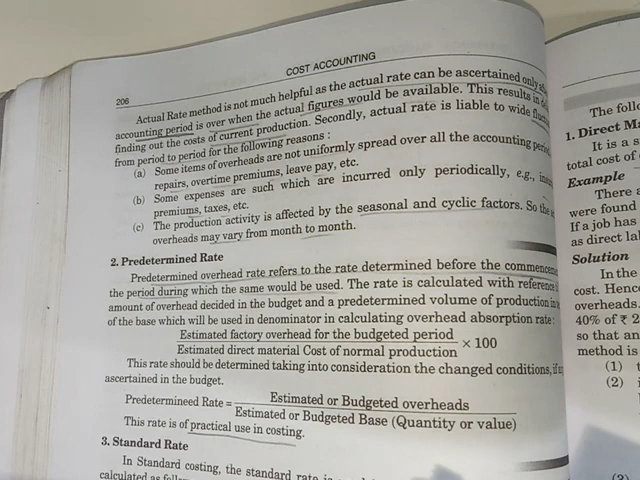 206
COST ACCOUNTING
Actual Rate method is not much helpful as the actual rate can be ascertained only
accounting period is over when the actual figures would be available. This results in
finding out the costs of current production. Secondly, actual rate is liable to wide
from period to period for the following reasons :
(a) Some items of overheads are not uniformly spread over all the accounting
repairs, overtime premiums, leave pay, etc.
(b) Some expenses are such which are incurred only periodically, e.g.,
premiums, taxes, etc.
(c) The production activity is affected by the seasonal and cyclic factors. So the
overheads may vary from month to month.
2. Predetermined Rate
Predetermined overhead rate refers to the rate determined before the
the period during which the same would be used. The rate is calculated with
amount of overhead decided in the budget and a predetermined volume of production
of the base which will be used in denominator in calculating overhead absorption rate :
Estimated factory overhead for the budgeted period
Estimated direct material Cost of normal production
× 100
This rate should be determined taking into consideration the changed conditions, if
ascertained in the budget.
Predetermineed Rate =
Estimated or Budgeted overheads
Estimated or Budgeted Base (Quantity or value)
This rate is of practical use in costing.
3. Standard Rate
In Standard costing, the standard rate
calculated as
The
1. Direct
It is a
total cost of
Example
There
were found
If a job has
as direct
Solution
In the
cost.
overheads.
40% of ₹
so that an
method is
(1)
(2)